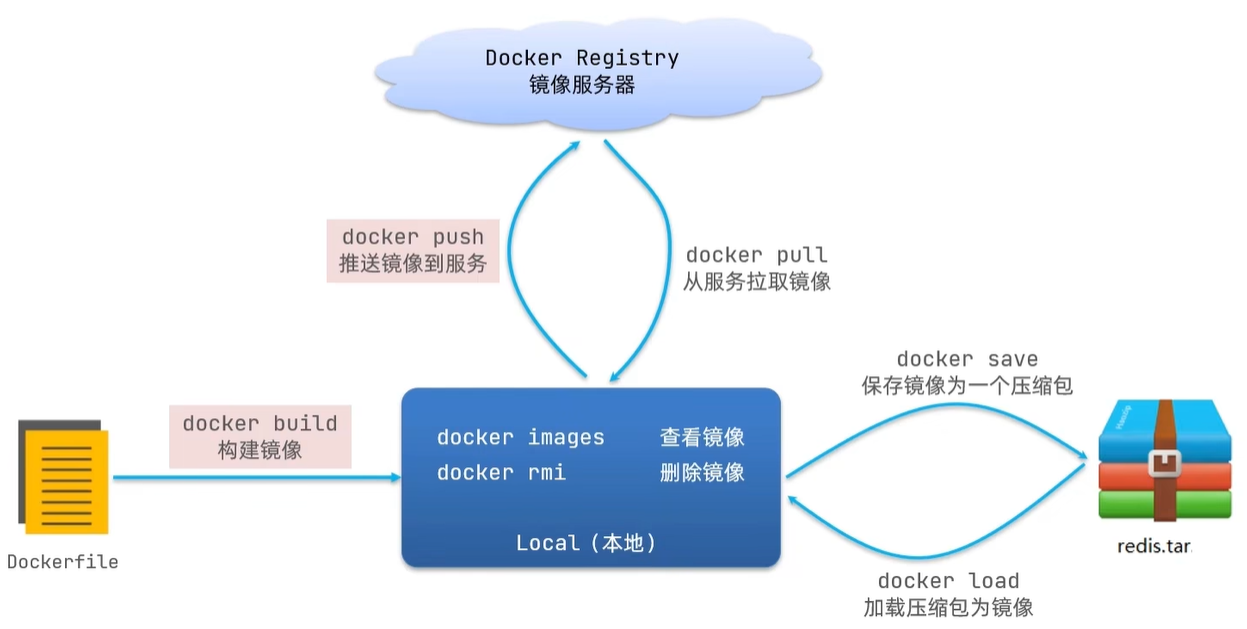 Docker Registry
镜像服务器
docker push
推送镜像到服务
docker pull
从服务拉取镜像
docker save
保存镜像为一个压缩包
docker build
构建镜像
docker images 查看镜像
docker rmi 删除镜像
Local（本地）
Dockerfile
redis.tar
docker load
加载压缩包为镜像